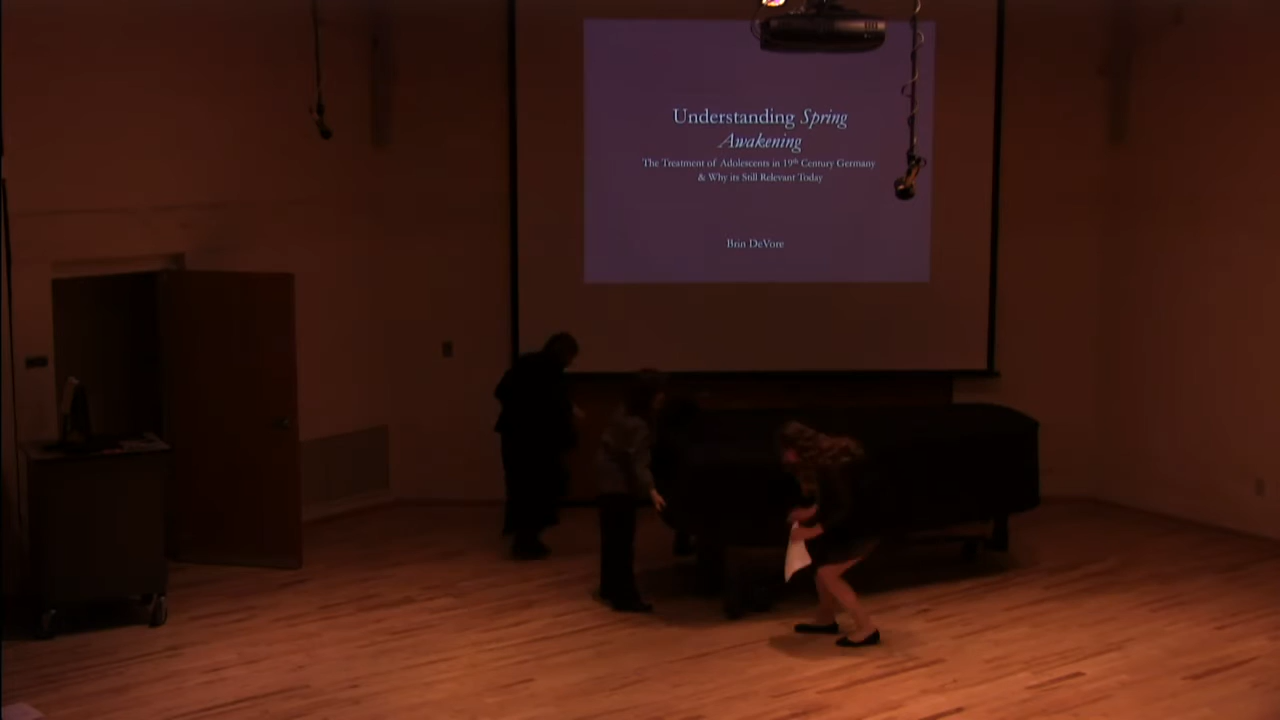 Understanding Spring
Awakening
The Treatment of Adolescents in 19th Century Germany
& Why its Still Relevant Today
Brin DeVore